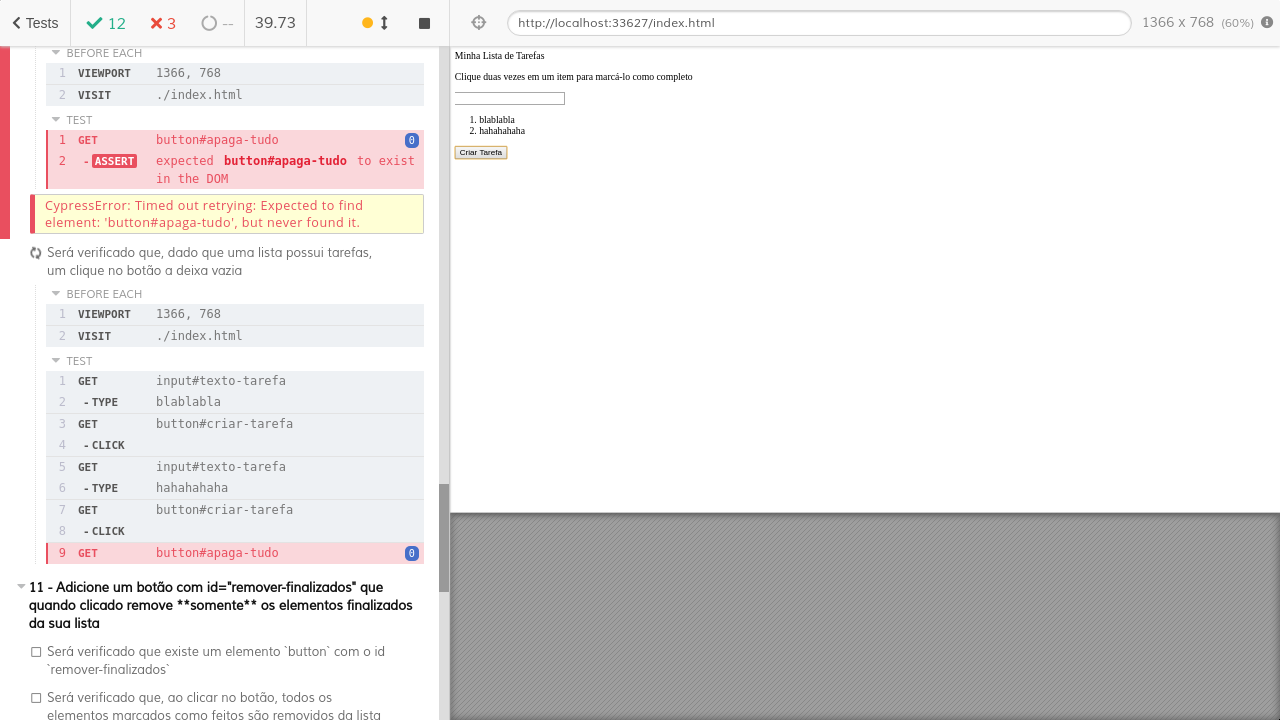 Tests
12
3
--
39.73
http://localhost:33627/index.html
1366 x 768 (60%)
BEFORE EACH
1 VIEWPORT 1366, 768
2 VISIT ./index.html
TEST
1 GET button#apaga-tudo 0
2 -ASSERT expected button#apaga-tudo to exist
in the DOM
CypressError: Timed out retrying: Expected to find
element: 'button#apaga-tudo', but never found it.
Será verificado que, dado que uma lista possui tarefas,
um clique no botão a deixa vazia
BEFORE EACH
1 VIEWPORT 1366, 768
2 VISIT ./index.html
TEST
1 GET input#texto-tarefa
2 -TYPE blablabla
3 GET button#criar-tarefa
4 -CLICK
5 GET input#texto-tarefa
6 -TYPE hahahahaha
7 GET button#criar-tarefa
8 -CLICK
9 GET button#apaga-tudo 0
11 - Adicione um botão com id="remover-finalizados" que
quando clicado remove **somente** os elementos finalizados
da sua lista
Será verificado que existe um elemento `button` com o id
`remover-finalizados`
Será verificado que, ao clicar no botão, todos os
elementos marcados como feitos são removidos da lista
Minha Lista de Tarefas
Clique duas vezes em um item para marcá-lo como completo
1. blablabla
2. hahahahaha
Criar Tarefa